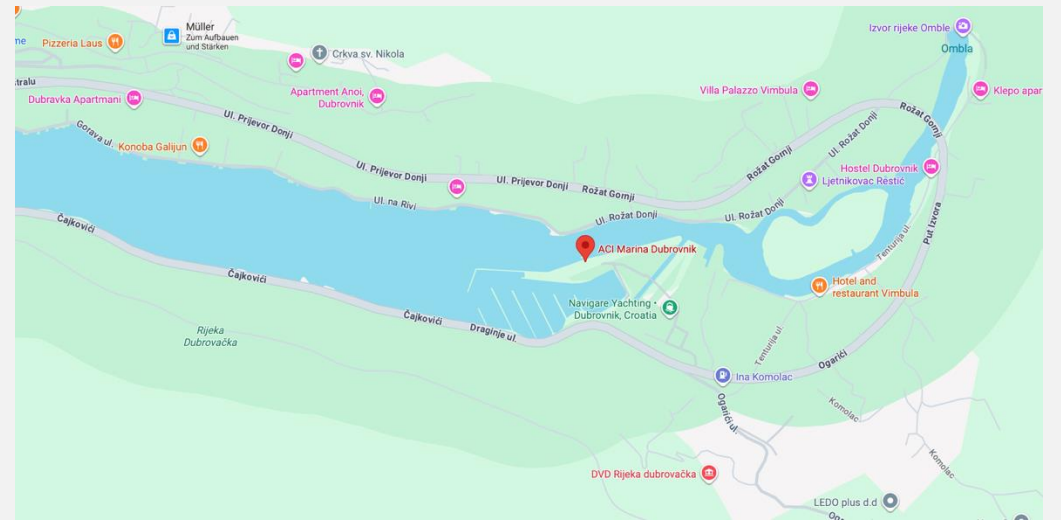 Müller
Zum Aufbauen
und Stärken
Izvor rijeke Omble
me
Pizzeria Laus
Crkva sv. Nikola
Ombla
tralu
Apartment Anoi,
Dubrovnik
Villa Palazzo Vimbula
Klepo apar
Dubravka Apartmani
Rožat Gornji
Ul. Prijevor Donji
Ul. Rožat Donji
Gorava ul.
Konoba Galijun
Rožat Gornji
Ul. Prijevor Donji
Hostel Dubrovnik
Ul. Prijevor Donji
Rožat Gornji
Ljetnikovac Restić
Ul. na Rivi
Ul. Rožat Donji
Ul. Rožat Donji
Put Izvora
Čajkovići
ACI Marina Dubrovnik
Tenturija ul.
Čajkovići
Hotel and
restaurant Vimbula
Navigare Yachting •
Dubrovnik, Croatia
Čajkovići
Draginje ul.
Rijeka
Dubrovačka
Tenturija ul.
Ogarići
Ina Komolac
Ogarići ul.
Komolac
Komolac
DVD Rijeka dubrovačka
LEDO plus d.d